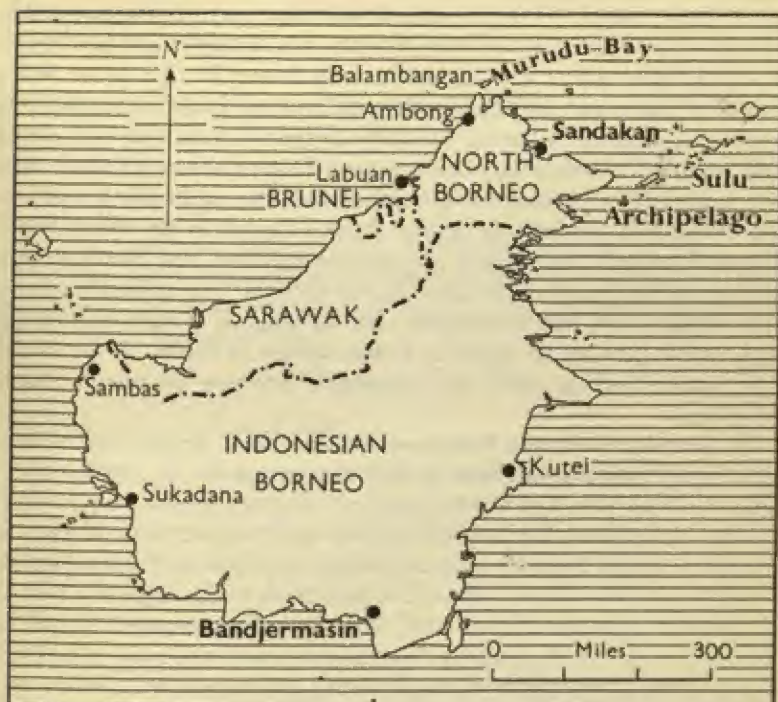 N
Balambangan
Murudu Bay
Ambong
Sandakan
Labuan
NORTH
BORNEO
BRUNEI
Sulu
Archipelago
SARAWAK
Sambas
INDONESIAN
BORNEO
Kutei
Sukadana
Bandjermasin
0 Miles 300